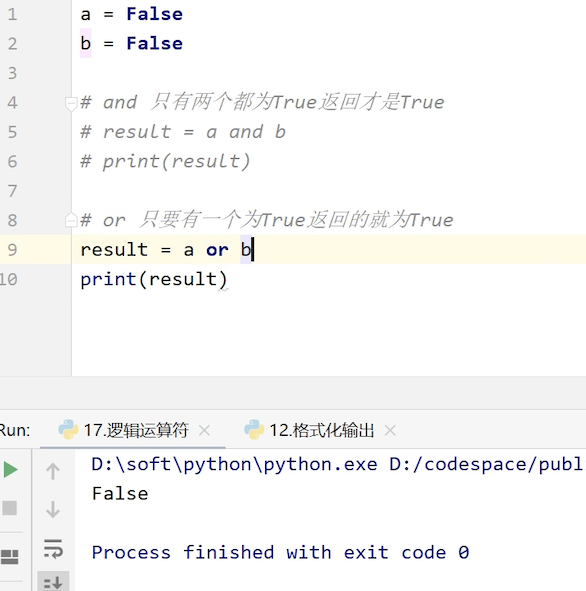 1 a = False
2 b = False
3
4 # and 只有两个都为True返回才是True
5 # result = a and b
6 # print(result)
7
8 # or 只要有一个为True返回的就为True
9 result = a or b
10 print(result)
Run: 17.逻辑运算符 × 12.格式化输出 ×
D:\soft\python\python.exe D:/codespace/publ
False
Process finished with exit code 0